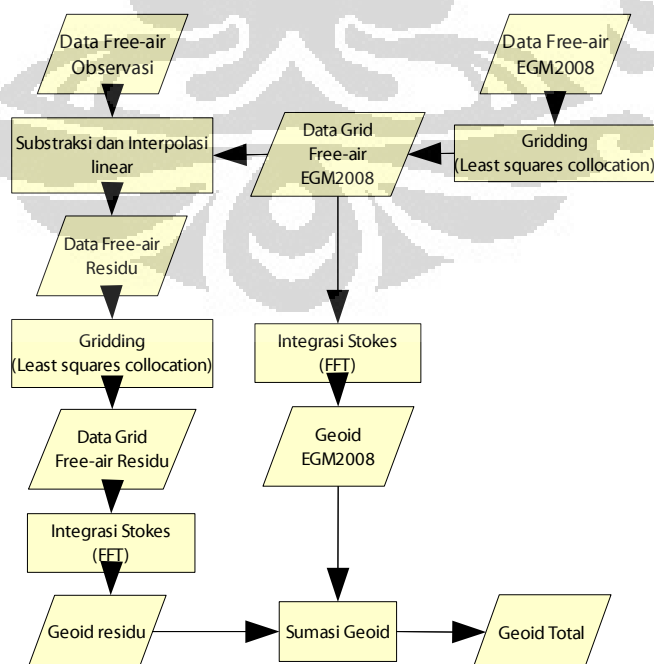 Data Free-air
Observasi
Data Free-air
EGM2008
Substraksi dan Interpolasi
linear
Data Grid
Free-air
EGM2008
Gridding
(Least squares collocation)
Data Free-air
Residu
Gridding
(Least squares collocation)
Integrasi Stokes
(FFT)
Data Grid
Free-air Residu
Geoid
EGM2008
Integrasi Stokes
(FFT)
Geoid residu
Sumasi Geoid
Geoid Total